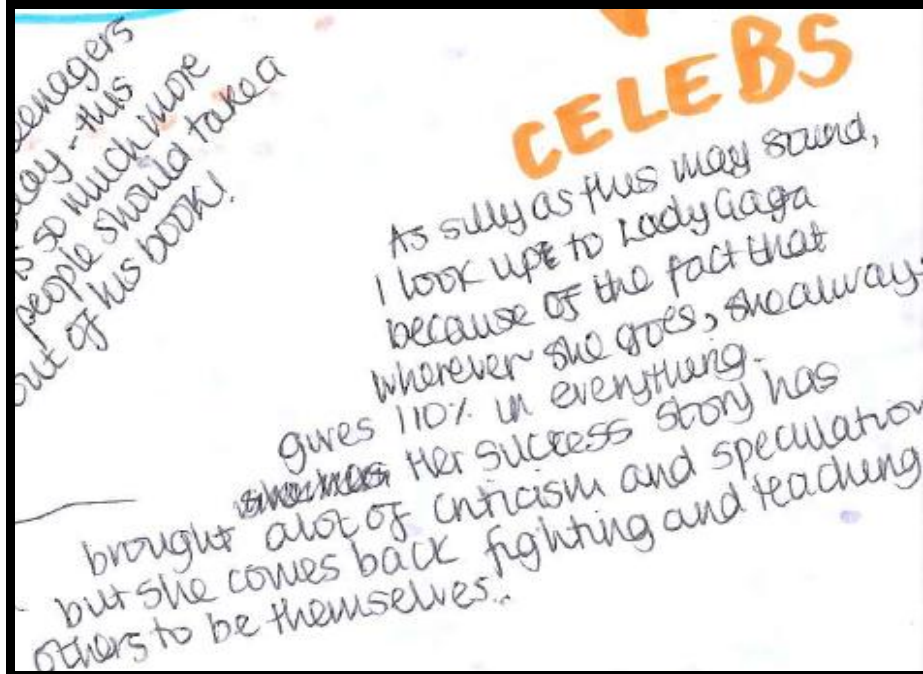 teenagers
- this
is so much more
people should take a
out of his book!
CELEBS
As silly as this may sound,
I look up to Lady Gaga
because of the fact that
wherever she goes, she always
gives 110% in everything.
Her success story has
brought alot of criticism and speculation
but she comes back fighting and teaching
others to be themselves..